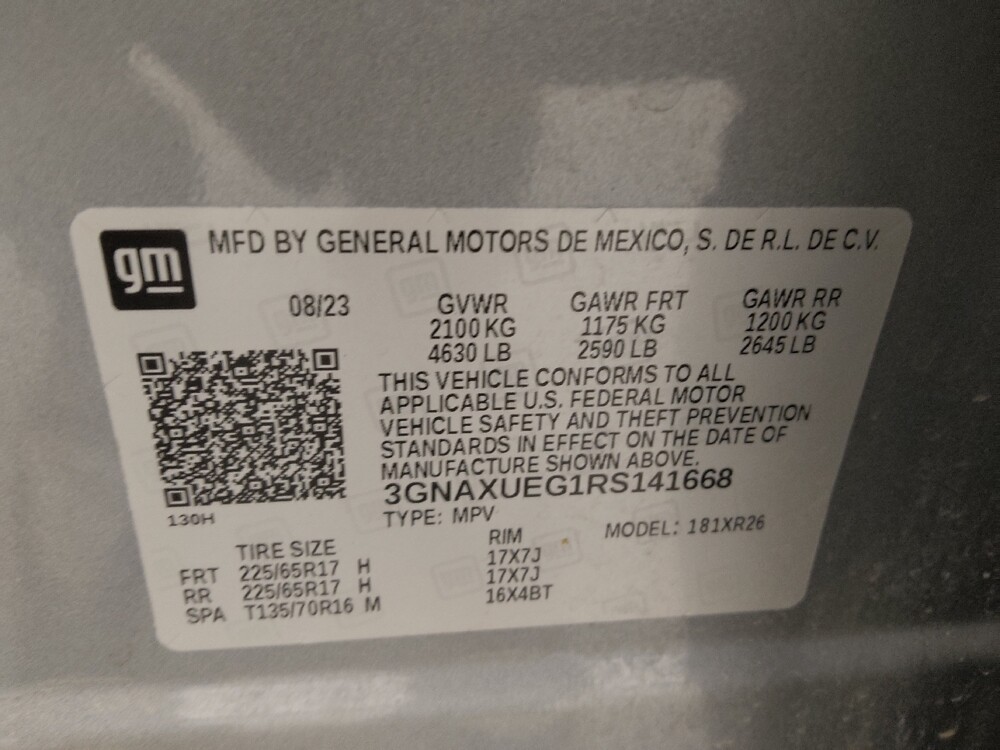 gm MFD BY GENERAL MOTORS DE MEXICO, S. DE R.L. DE C.V.
08/23 GVWR GAWR FRT GAWR RR
2100 KG 1175 KG 1200 KG
4630 LB 2590 LB 2645 LB
THIS VEHICLE CONFORMS TO ALL
APPLICABLE U.S. FEDERAL MOTOR
VEHICLE SAFETY AND THEFT PREVENTION
STANDARDS IN EFFECT ON THE DATE OF
MANUFACTURE SHOWN ABOVE.
3GNAXUEG1RS141668
130H
TYPE: MPV MODEL: 181XR26
TIRE SIZE RIM
FRT 225/65R17 H 17X7J
RR 225/65R17 H 17X7J
SPA T135/70R16 M 16X4BT